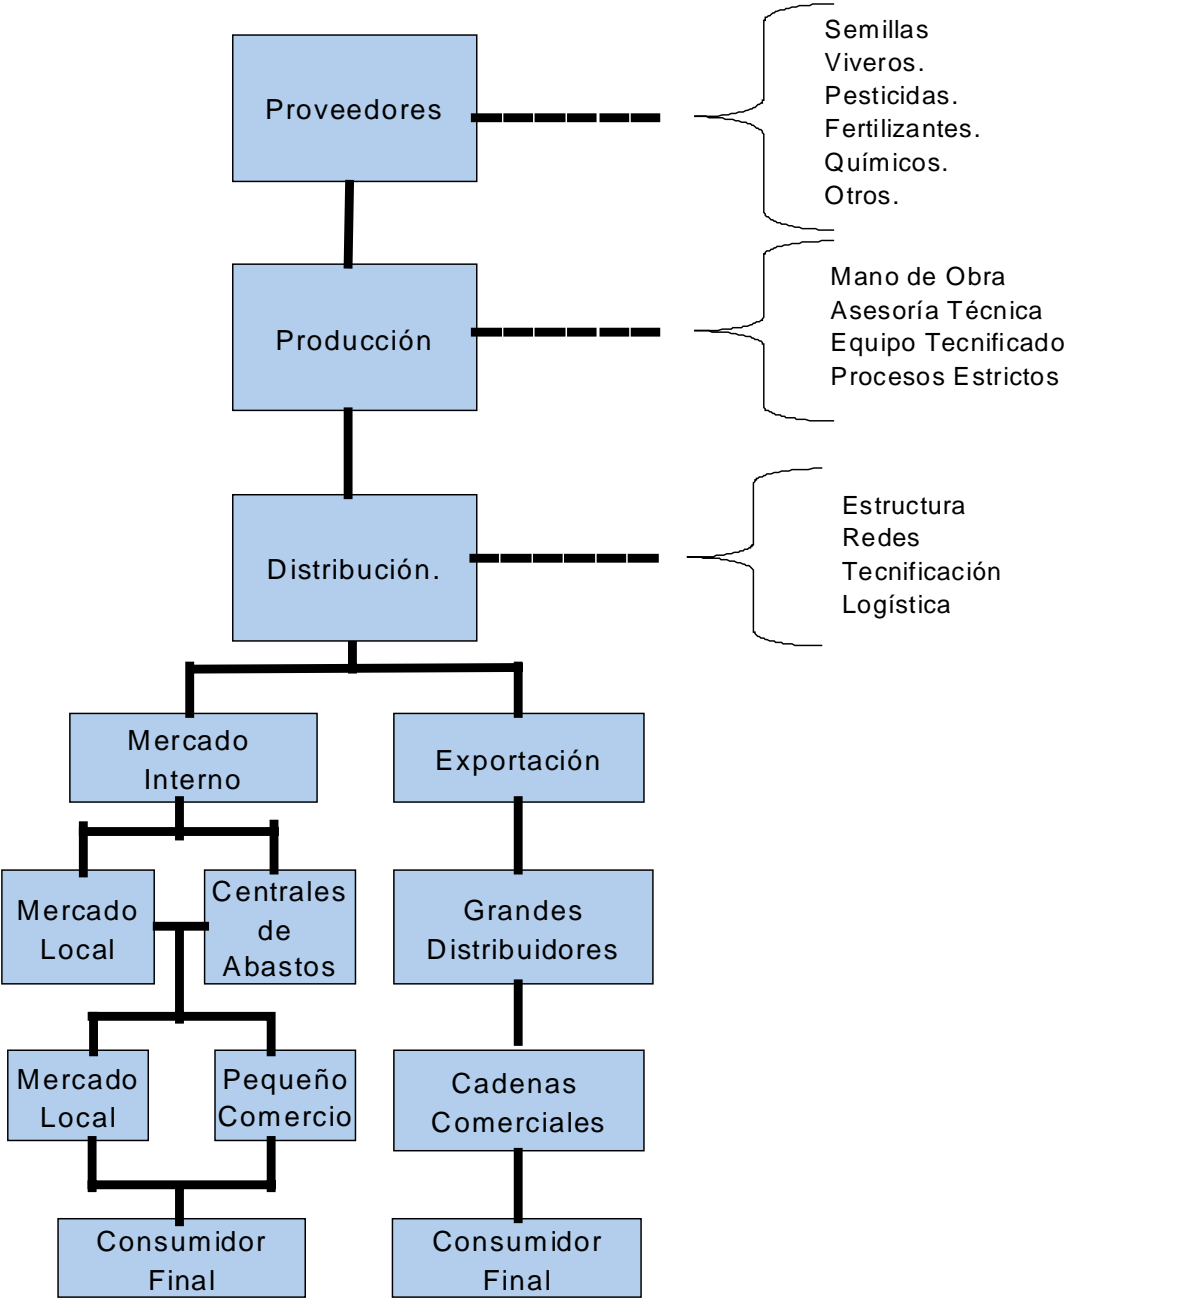 Proveedores
Semillas
Viveros.
Pesticidas.
Fertilizantes.
Químicos.
Otros.
Producción
Mano de Obra
Asesoría Técnica
Equipo Tecnificado
Procesos Estrictos
Distribución.
Estructura
Redes
Tecnificación
Logística
Mercado
Interno
Exportación
Mercado
Local
Centrales
de
Abastos
Grandes
Distribuidores
Mercado
Local
Pequeño
Comercio
Cadenas
Comerciales
Consumidor
Final
Consumidor
Final